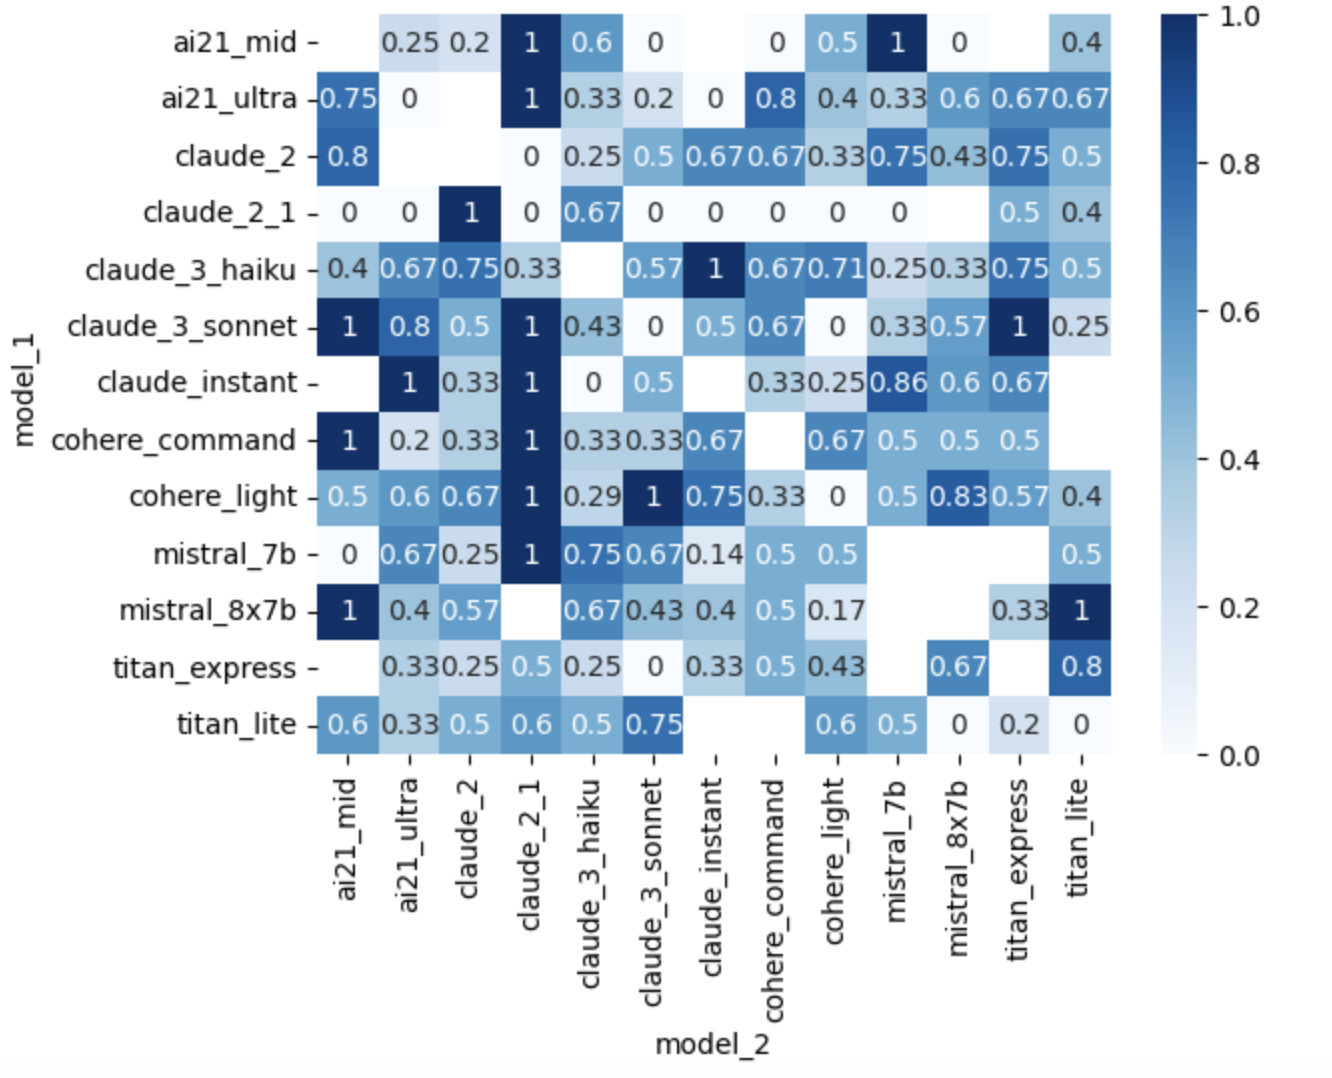 ai21_mid 0.25 0.2 1 0.6 0 0 0.5 1 0 0.4
ai21_ultra 0.75 0 1 0.33 0.2 0 0.8 0.4 0.33 0.6 0.67 0.67
claude_2 0.8 0 0.25 0.5 0.67 0.67 0.33 0.75 0.43 0.75 0.5
claude_2_1 0 0 1 0 0.67 0 0 0 0 0 0.5 0.4
claude_3_haiku 0.4 0.67 0.75 0.33 0.57 1 0.67 0.71 0.25 0.33 0.75 0.5
claude_3_sonnet 1 0.8 0.5 1 0.43 0 0.5 0.67 0 0.33 0.57 1 0.25
claude_instant 1 0.33 1 0 0.5 0.33 0.25 0.86 0.6 0.67
cohere_command 1 0.2 0.33 1 0.33 0.33 0.67 0.67 0.5 0.5 0.5
cohere_light 0.5 0.6 0.67 1 0.29 1 0.75 0.33 0 0.5 0.83 0.57 0.4
mistral_7b 0 0.67 0.25 1 0.75 0.67 0.14 0.5 0.5 0.5
mistral_8x7b 1 0.4 0.57 0.67 0.43 0.4 0.5 0.17 0.33 1
titan_express 0.33 0.25 0.5 0.25 0 0.33 0.5 0.43 0.67 0.8
titan_lite 0.6 0.33 0.5 0.6 0.5 0.75 0.6 0.5 0 0.2 0
model_1
ai21_mid
ai21_ultra
claude_2
claude_2_1
claude_3_haiku
claude_3_sonnet
claude_instant
cohere_command
cohere_light
mistral_7b
mistral_8x7b
titan_express
titan_lite
model_2
1.0
0.8
0.6
0.4
0.2
0.0